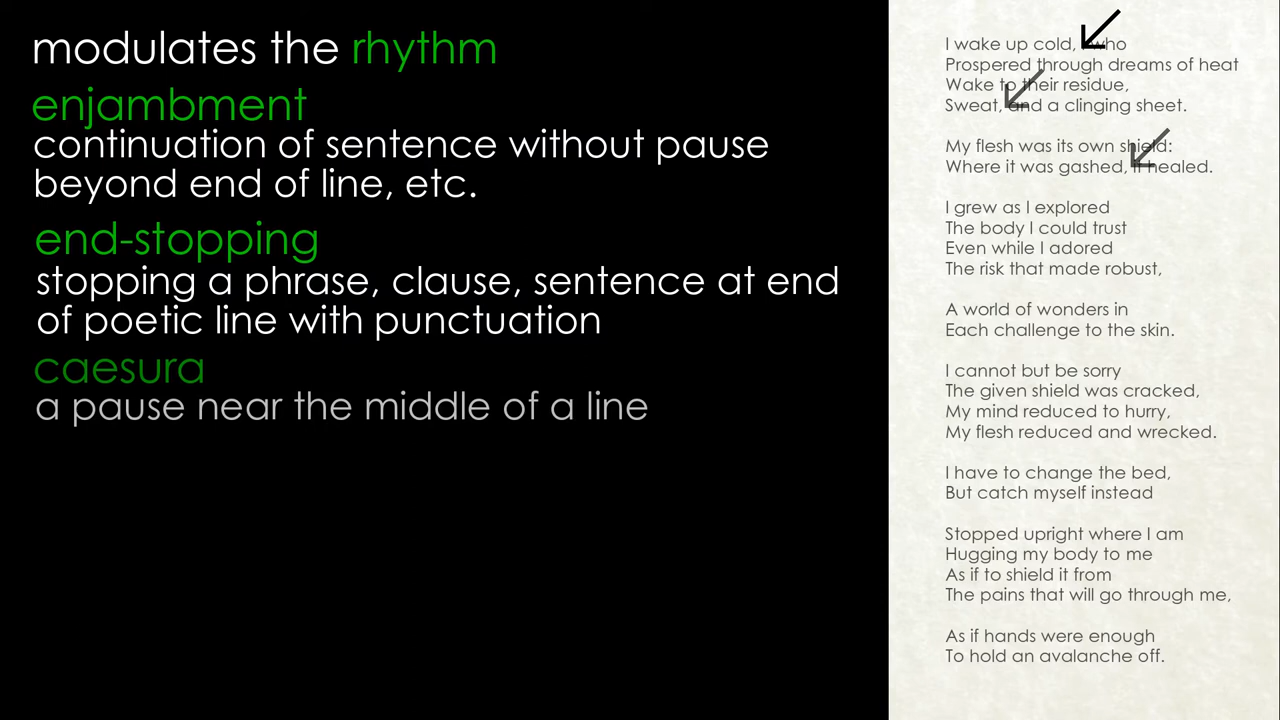 modulates the rhythm
enjambment
continuation of sentence without pause
beyond end of line, etc.
end-stopping
stopping a phrase, clause, sentence at end
of poetic line with punctuation
caesura
a pause near the middle of a line
I wake up cold, I who
Prospered through dreams of heat
Wake to their residue,
Sweat, and a clinging sheet.
My flesh was its own shield:
Where it was gashed, it healed.
I grew as I explored
The body I could trust
Even while I adored
The risk that made robust,
A world of wonders in
Each challenge to the skin.
I cannot but be sorry
The given shield was cracked,
My mind reduced to hurry,
My flesh reduced and wrecked.
I have to change the bed,
But catch myself instead
Stopped upright where I am
Hugging my body to me
As if to shield it from
The pains that will go through me,
As if hands were enough
To hold an avalanche off.